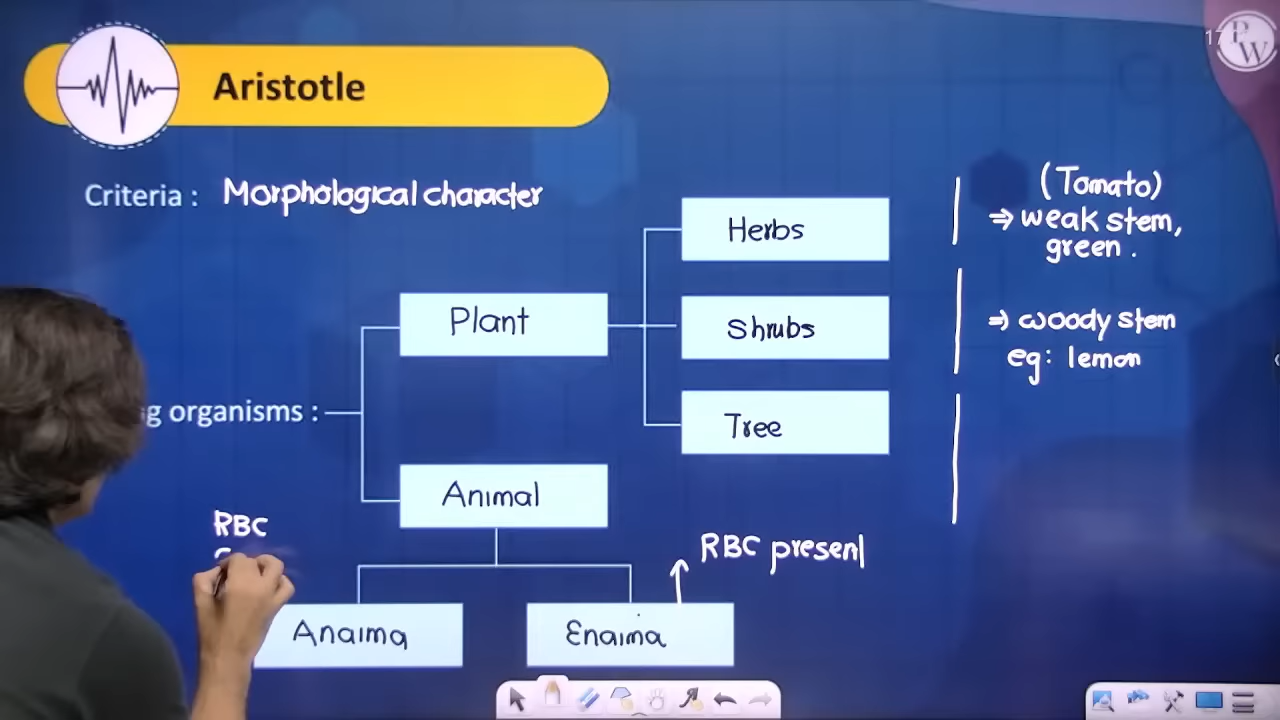 Aristotle
PW
Criteria : Morphological character
(Tomato)
⇒ weak stem,
green .
Herbs
Plant
Shrubs
⇒ woody stem
eg: lemon
organisms :
Tree
Animal
RBC
RBC present
Anaima
Enaima